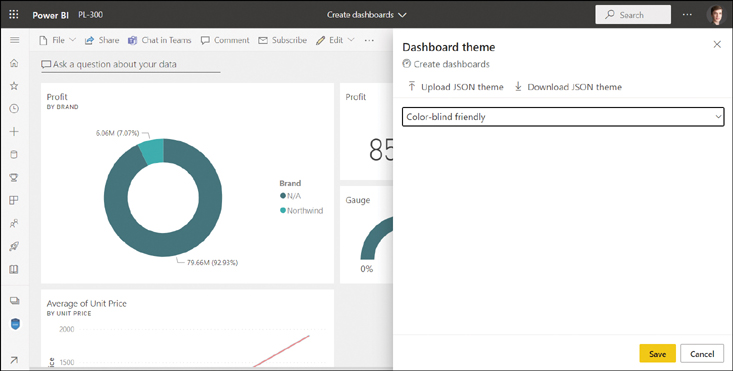 Power BI PL-300 Create dashboards Search
File Share Chat in Teams Comment Subscribe Edit
Ask a question about your data
Profit
BY BRAND
6.06M (7.07%)
79.66M (92.93%)
Brand
N/A
Northwind
Profit
85
Gauge
0%
Average of Unit Price
BY UNIT PRICE
2000
1500
Dashboard theme
Create dashboards
Upload JSON theme Download JSON theme
Color-blind friendly
Save Cancel